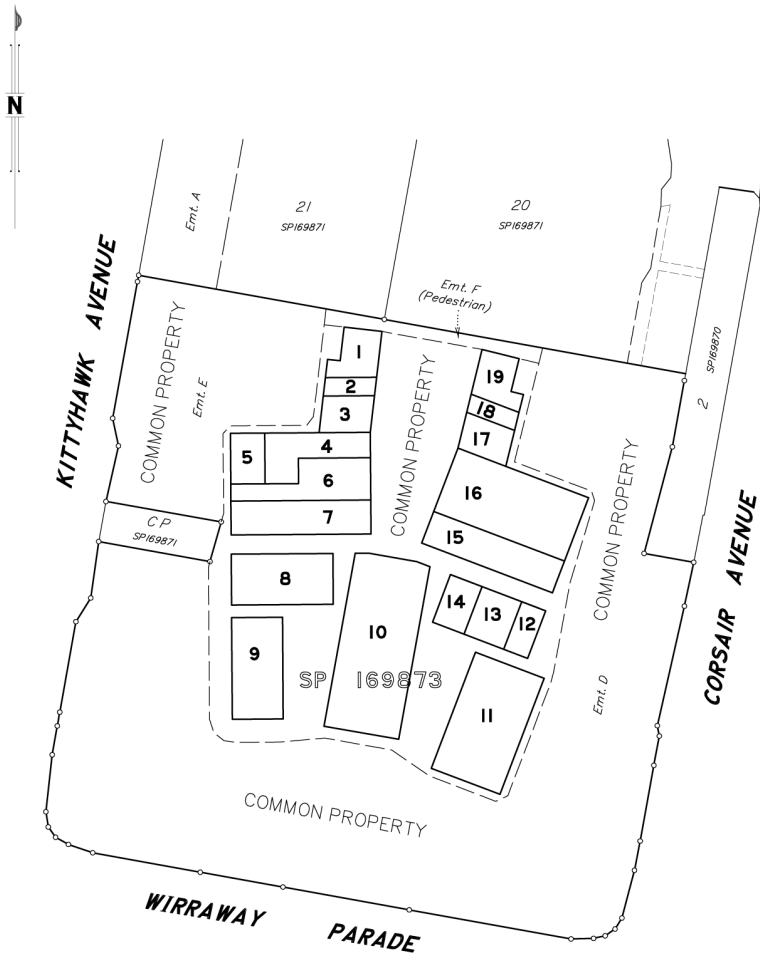 N
Emt. A
21
SP169871
20
SP169871
KITTYHAWK AVENUE
COMMON PROPERTY
Emt. E
Emt. F
(Pedestrian)
2
SP169870
1
2
3
4
5
6
7
COMMON PROPERTY
19
18
17
16
15
COMMON PROPERTY
CP
SP169871
8
9
10
14
13
12
11
SP 169873
Emt. D
CORSAIR AVENUE
COMMON PROPERTY
WIRRAWAY PARADE